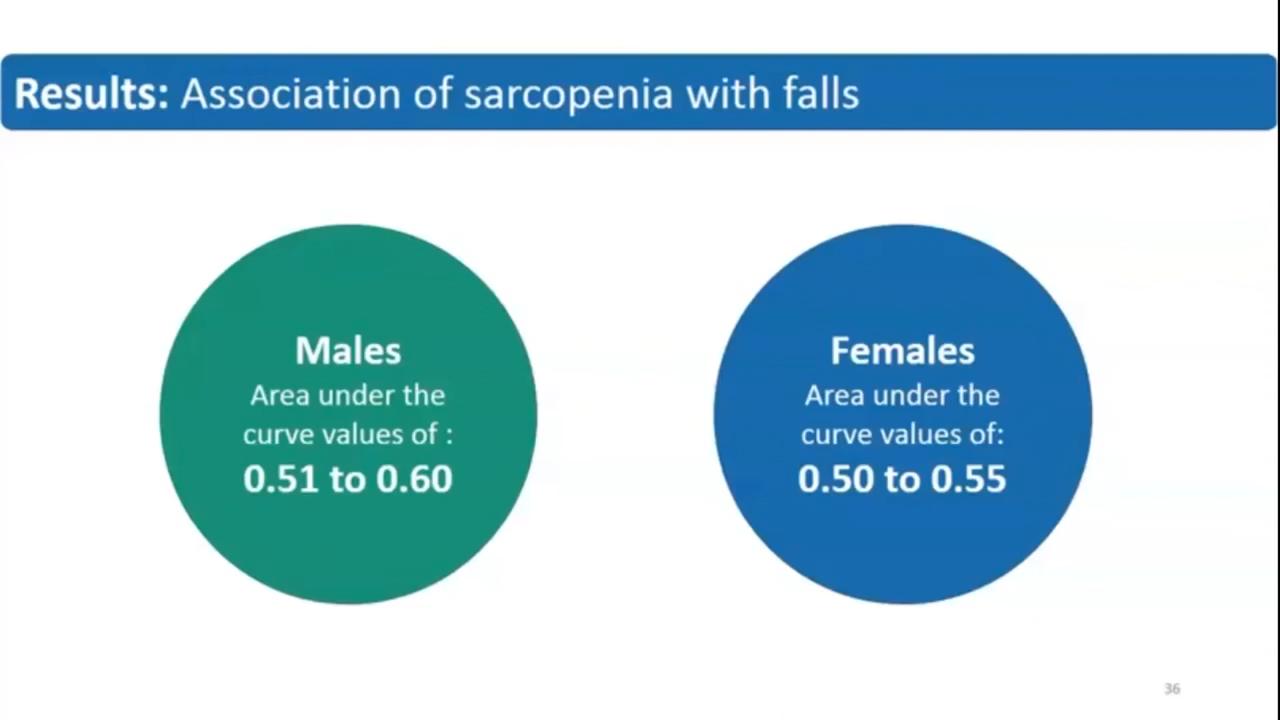 Results: Association of sarcopenia with falls
Males
Area under the
curve values of :
0.51 to 0.60
Females
Area under the
curve values of:
0.50 to 0.55
36